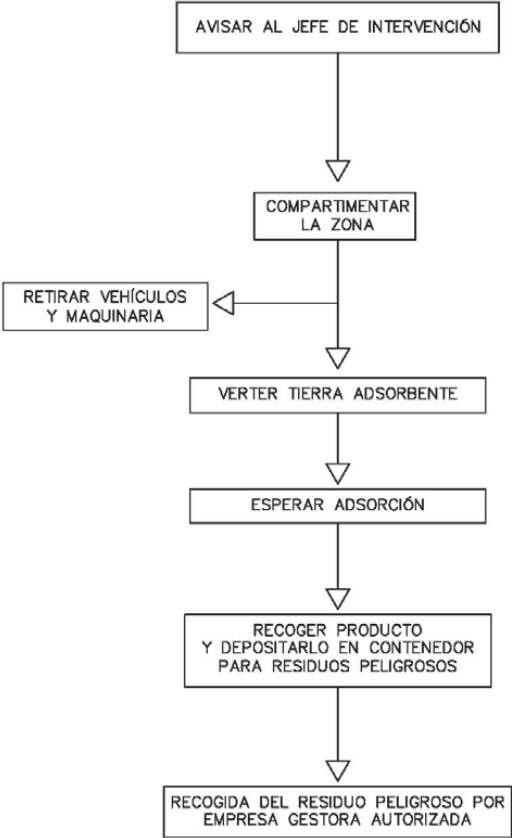 AVISAR AL JEFE DE INTERVENCIÓN
COMPARTIMENTAR
LA ZONA
RETIRAR VEHÍCULOS
Y MAQUINARIA
VERTER TIERRA ADSORBENTE
ESPERAR ADSORCIÓN
RECOGER PRODUCTO
Y DEPOSITARLO EN CONTENEDOR
PARA RESIDUOS PELIGROSOS
RECOGIDA DEL RESIDUO PELIGROSO POR
EMPRESA GESTORA AUTORIZADA